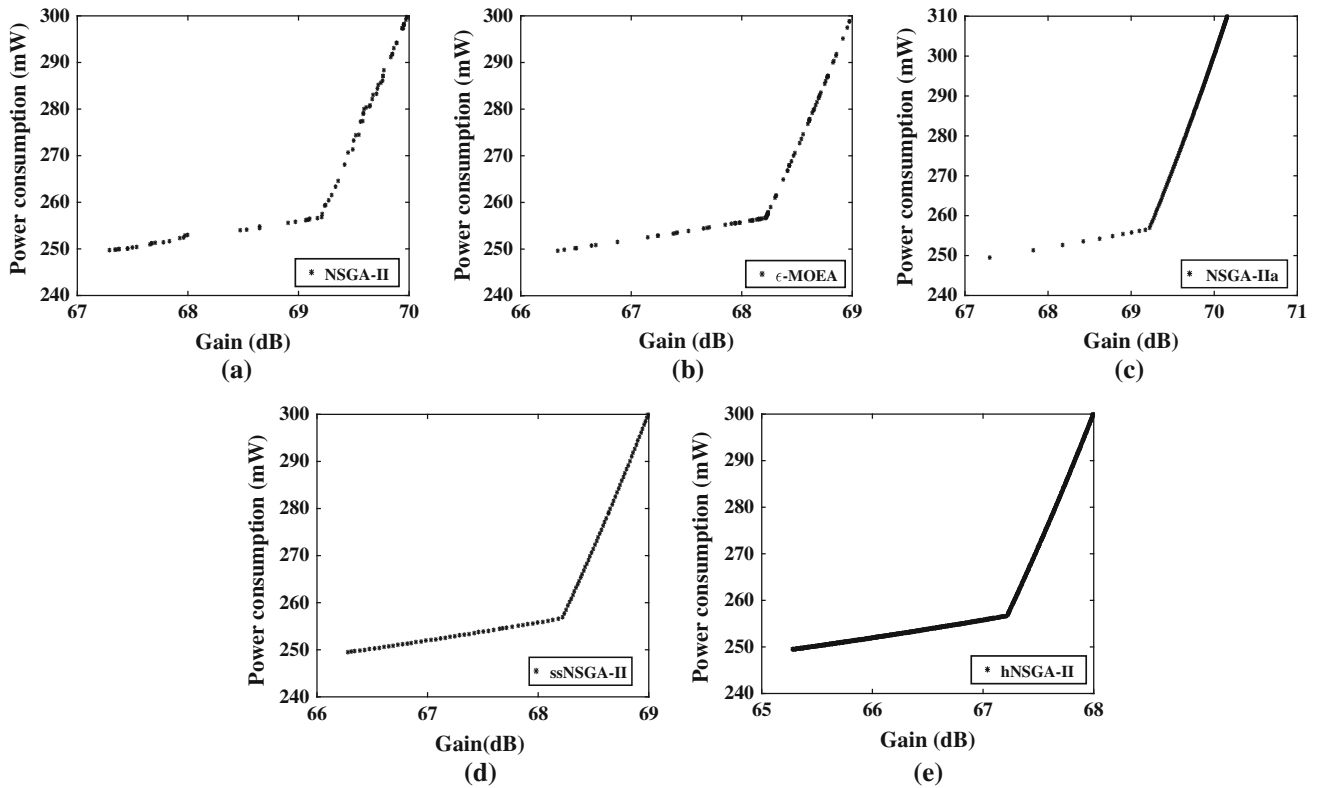 300
290
280
270
260
250
240
Power consumption (mW)
NSGA-II
67 68 69 70
Gain (dB)
(a)
300
290
280
270
260
250
240
Power consumption (mW)
ϵ-MOEA
66 67 68 69
Gain (dB)
(b)
310
300
290
280
270
260
250
240
Power comsumption (mW)
NSGA-IIa
67 68 69 70 71
Gain (dB)
(c)
300
290
280
270
260
250
240
Power consumption (mW)
ssNSGA-II
66 67 68 69
Gain(dB)
(d)
300
290
280
270
260
250
240
Power consumption (mW)
hNSGA-II
65 66 67 68
Gain (dB)
(e)